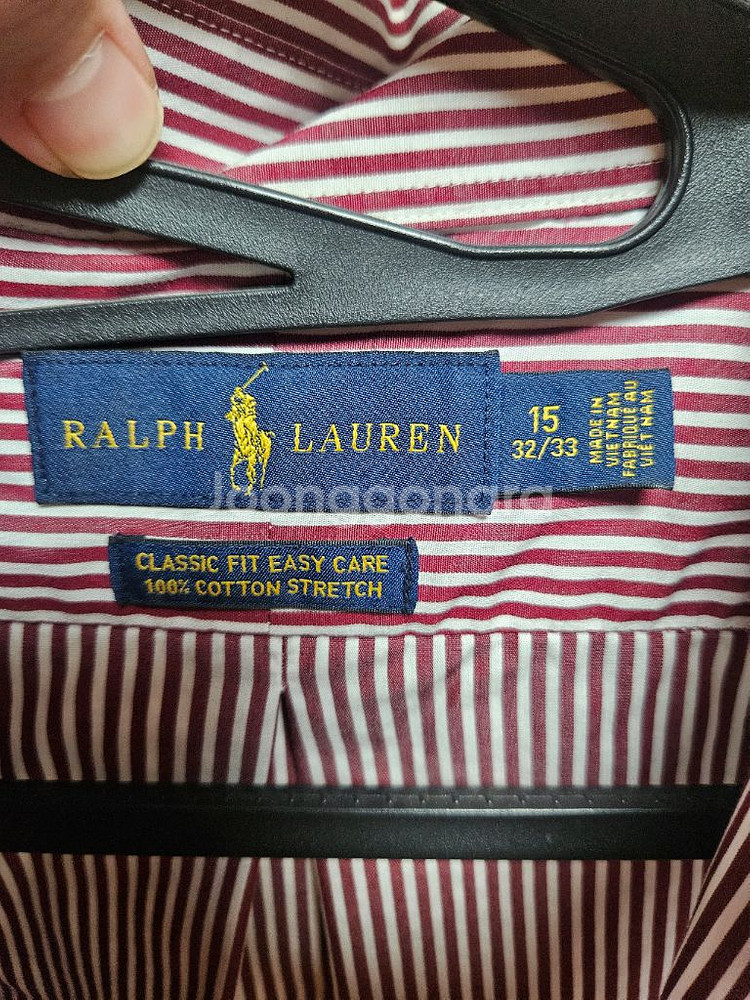 RALPH LAUREN
15
32/33
MADE IN
VIETNAM
FABRIQUÉ AU
VIET NAM
Joonggonara
CLASSIC FIT EASY CARE
100% COTTON STRETCH